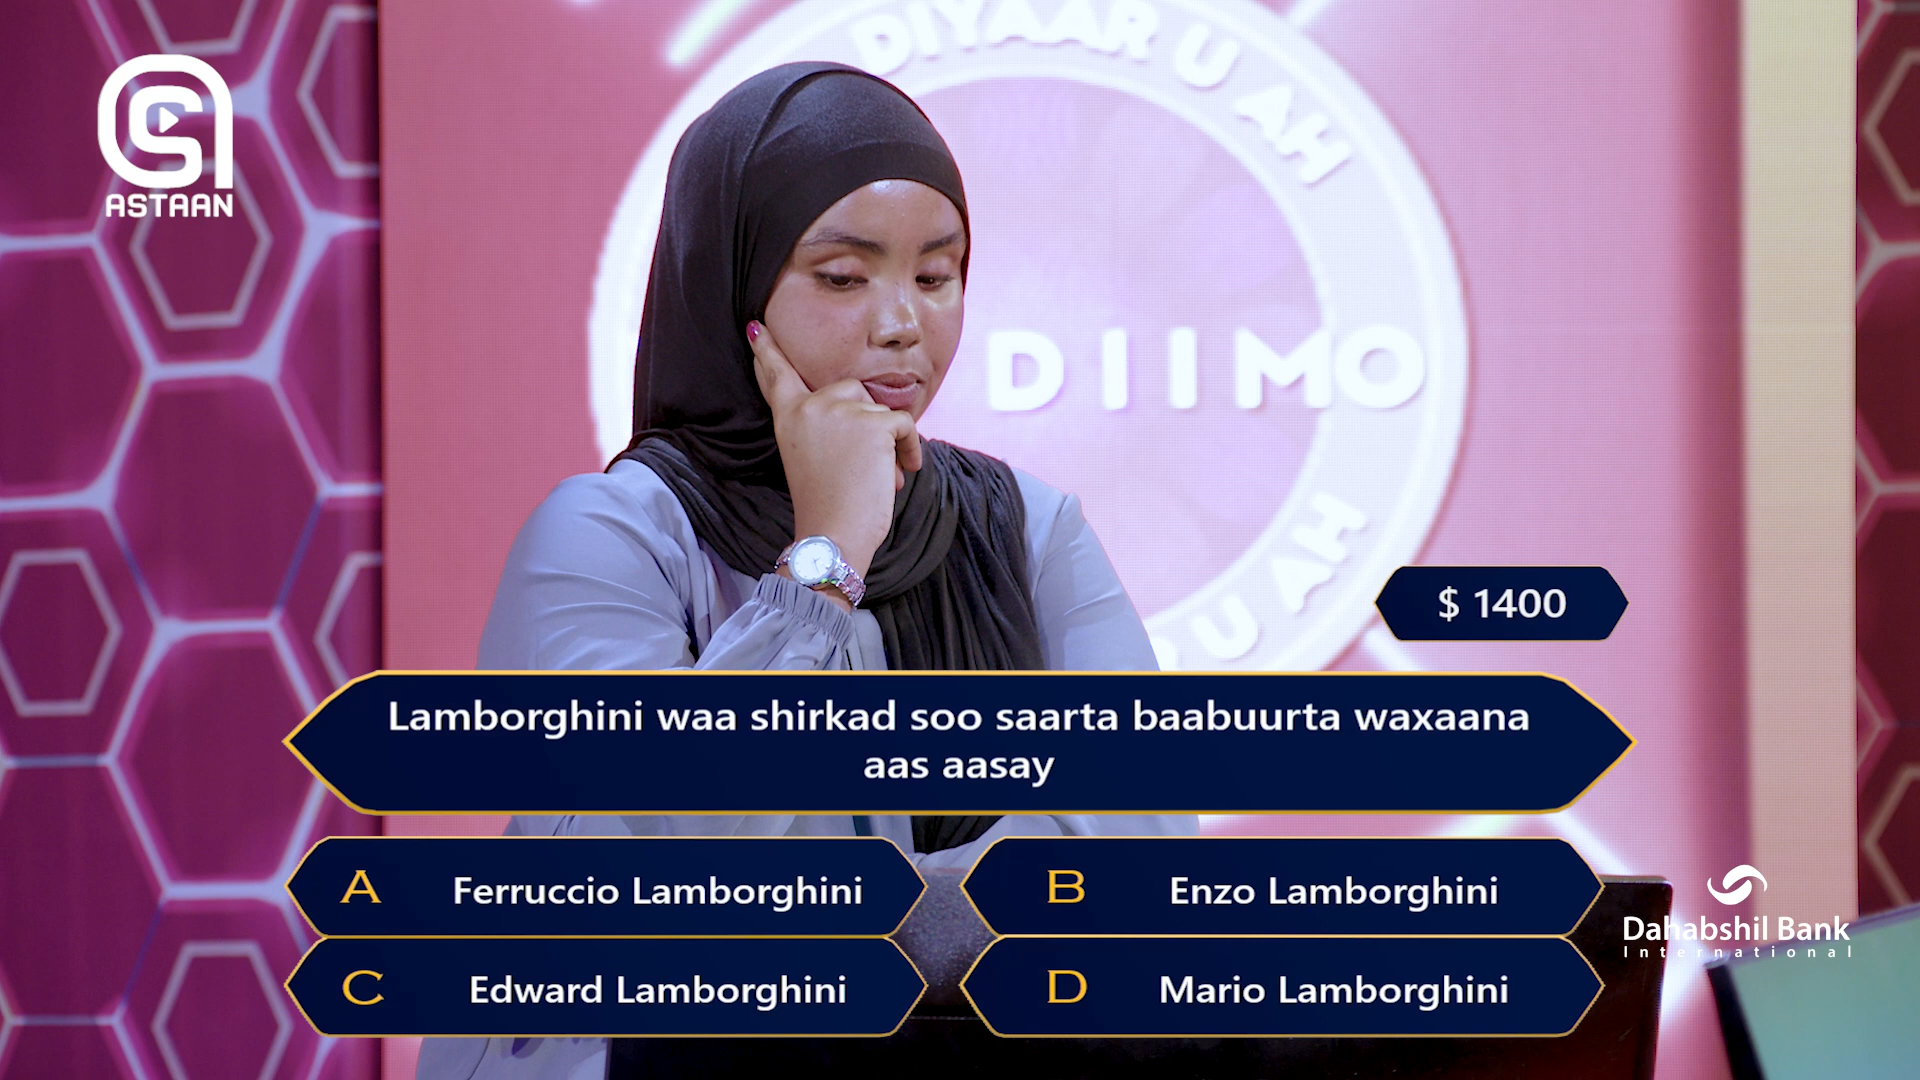 ASTAAN
DIYAAR U AH
DIIMO
U AH
$ 1400
Lamborghini waa shirkad soo saarta baabuurta waxaana
aas aasay
A Ferruccio Lamborghini
B Enzo Lamborghini
C Edward Lamborghini
D Mario Lamborghini
Dahabshil Bank
International